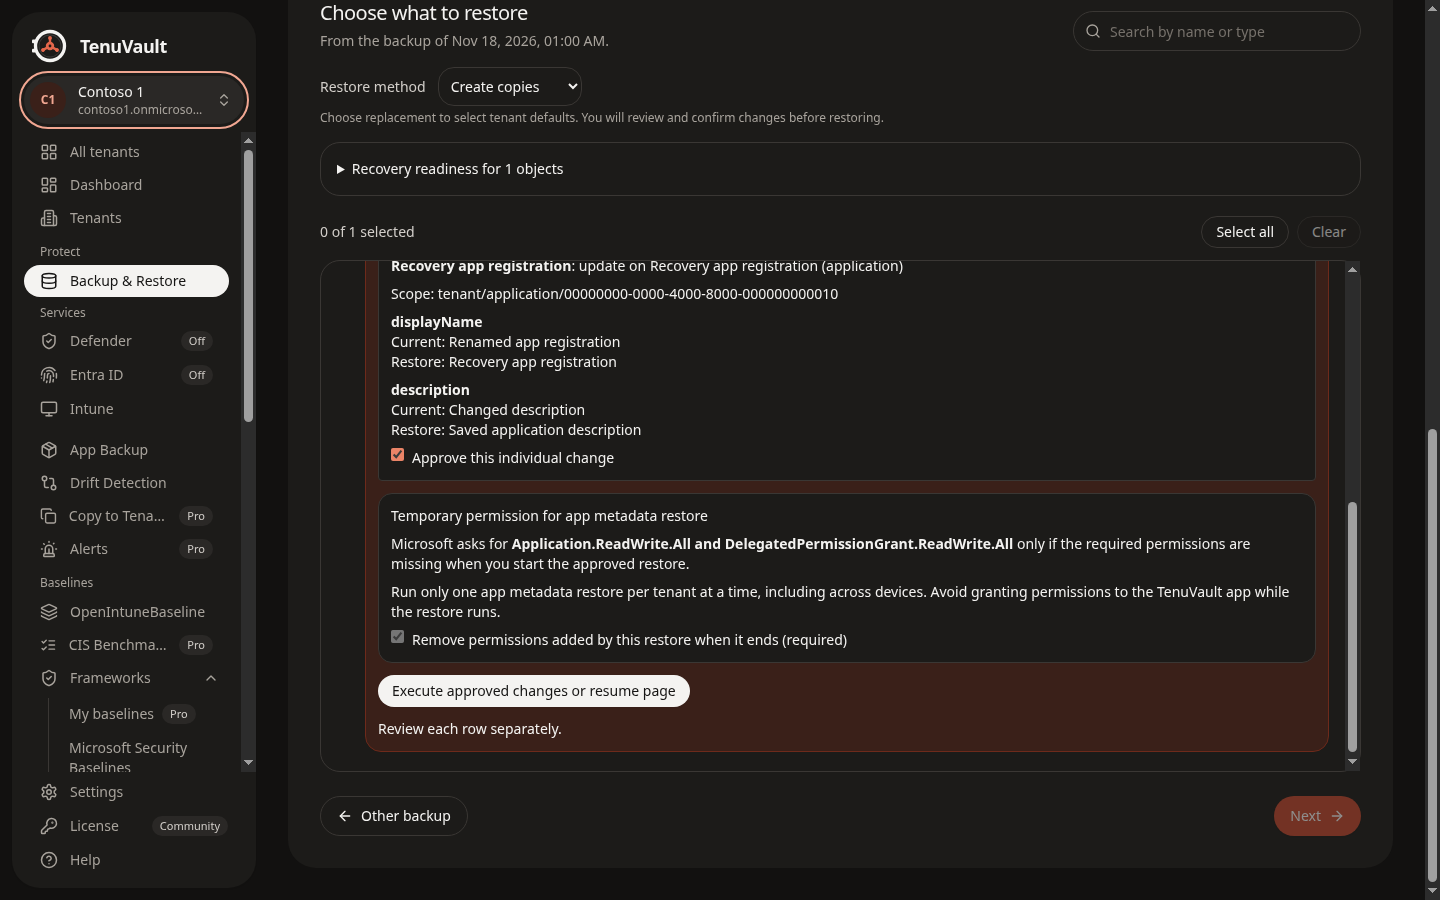 TenuVault
C1
Contoso 1
contoso1.onmicroso...
All tenants
Dashboard
Tenants
Protect
Backup & Restore
Services
Defender
Off
Entra ID
Off
Intune
App Backup
Drift Detection
Copy to Tena...
Pro
Alerts
Pro
Baselines
OpenIntuneBaseline
CIS Benchma...
Pro
Frameworks
My baselines
Pro
Microsoft Security
Baselines
Settings
License
Community
Help
Choose what to restore
From the backup of Nov 18, 2026, 01:00 AM.
Search by name or type
Restore method
Create copies
Choose replacement to select tenant defaults. You will review and confirm changes before restoring.
Recovery readiness for 1 objects
0 of 1 selected
Select all
Clear
Recovery app registration: update on Recovery app registration (application)
Scope: tenant/application/00000000-0000-4000-8000-000000000010
displayName
Current: Renamed app registration
Restore: Recovery app registration
description
Current: Changed description
Restore: Saved application description
Approve this individual change
Temporary permission for app metadata restore
Microsoft asks for Application.ReadWrite.All and DelegatedPermissionGrant.ReadWrite.All only if the required permissions are
missing when you start the approved restore.
Run only one app metadata restore per tenant at a time, including across devices. Avoid granting permissions to the TenuVault app while
the restore runs.
Remove permissions added by this restore when it ends (required)
Execute approved changes or resume page
Review each row separately.
Other backup
Next